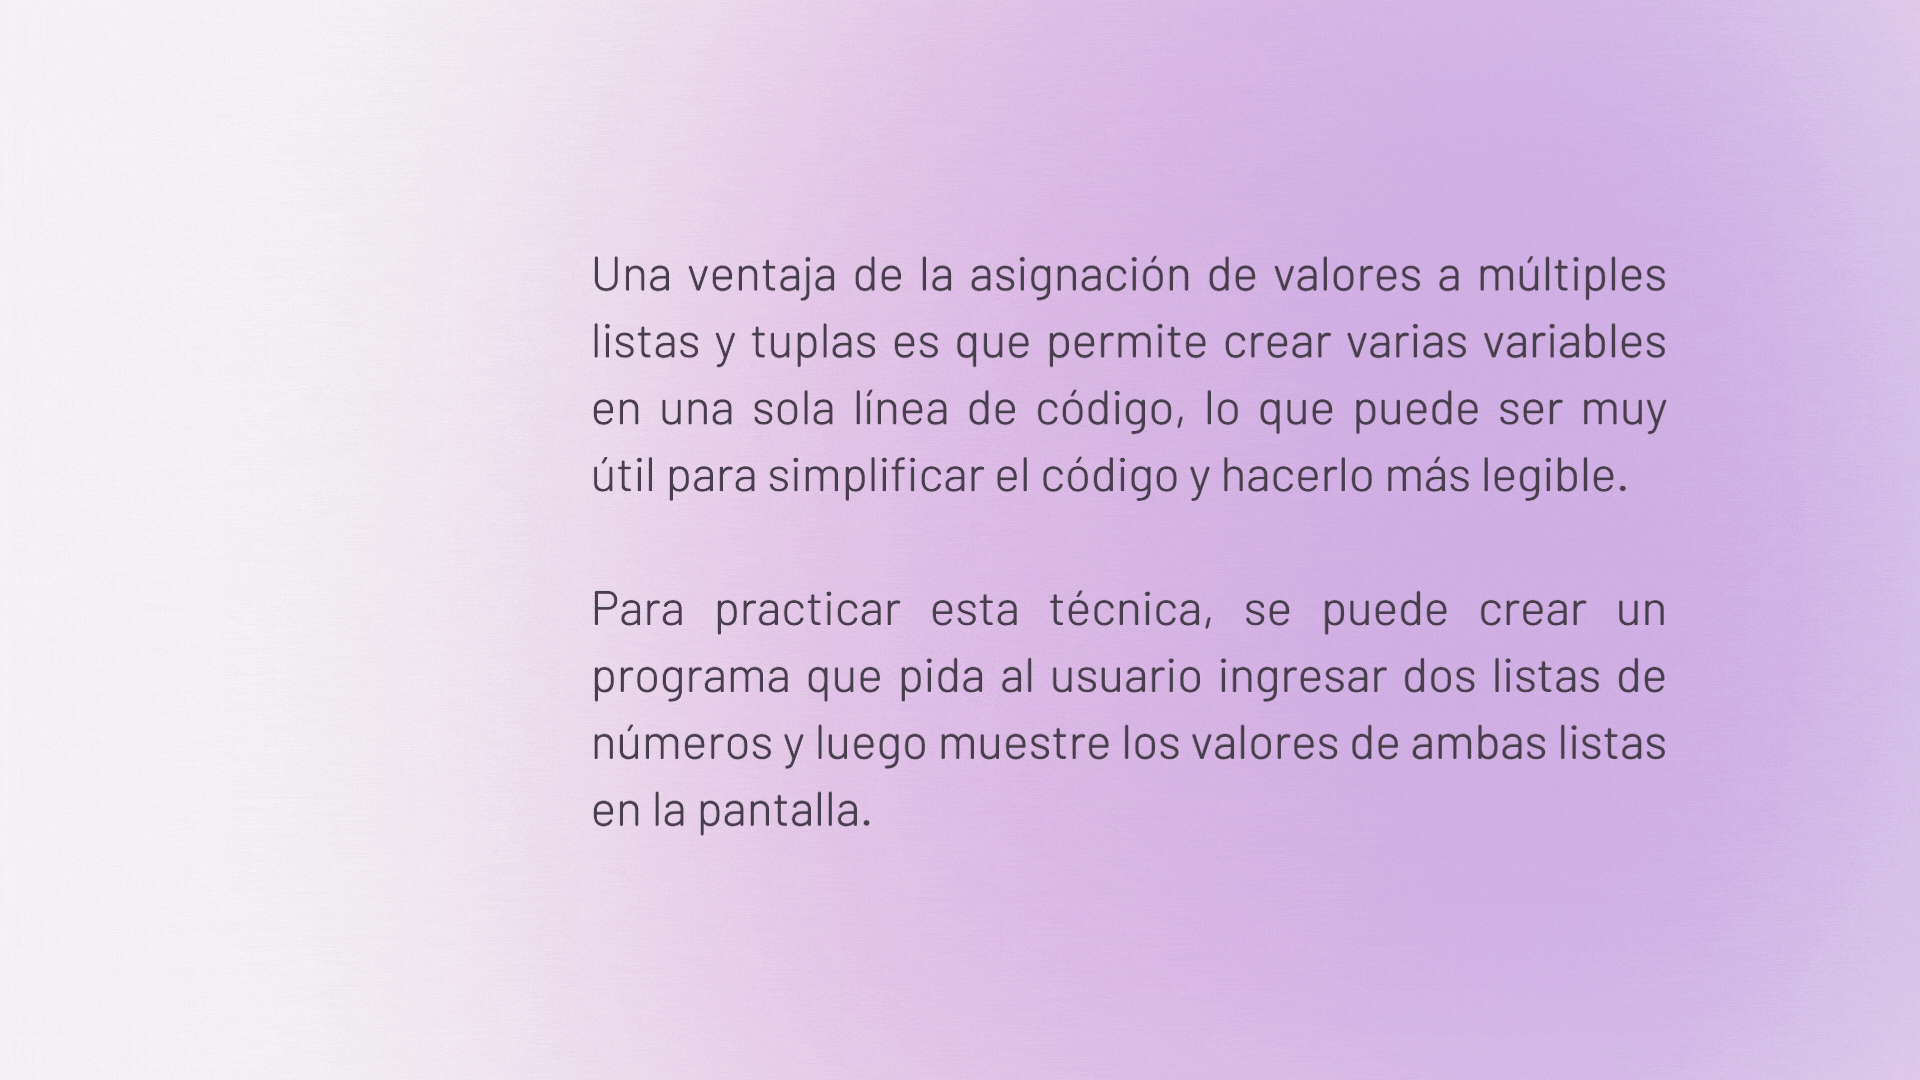 Una ventaja de la asignación de valores a múltiples
listas y tuplas es que permite crear varias variables
en una sola línea de código, lo que puede ser muy
útil para simplificar el código y hacerlo más legible.
Para practicar esta técnica, se puede crear un
programa que pida al usuario ingresar dos listas de
números y luego muestre los valores de ambas listas
en la pantalla.